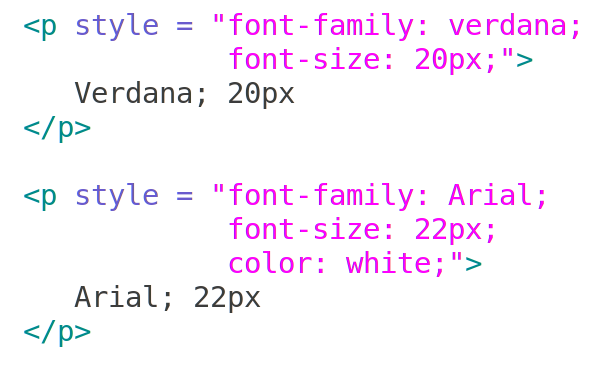 <p style = "font-family: verdana;
font-size: 20px;">
Verdana; 20px
</p>
<p style = "font-family: Arial;
font-size: 22px;
color: white;">
Arial; 22px
</p>